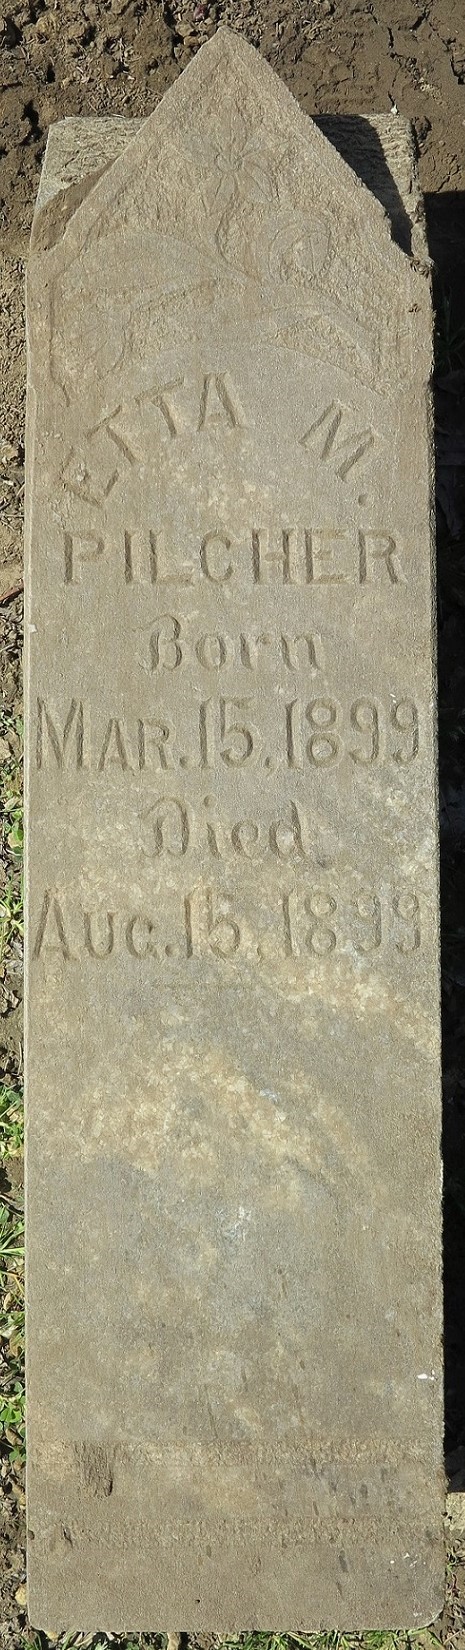 ETTA M.
PILCHER
Born
MAR. 15, 1899
Died
AUG. 15, 1899